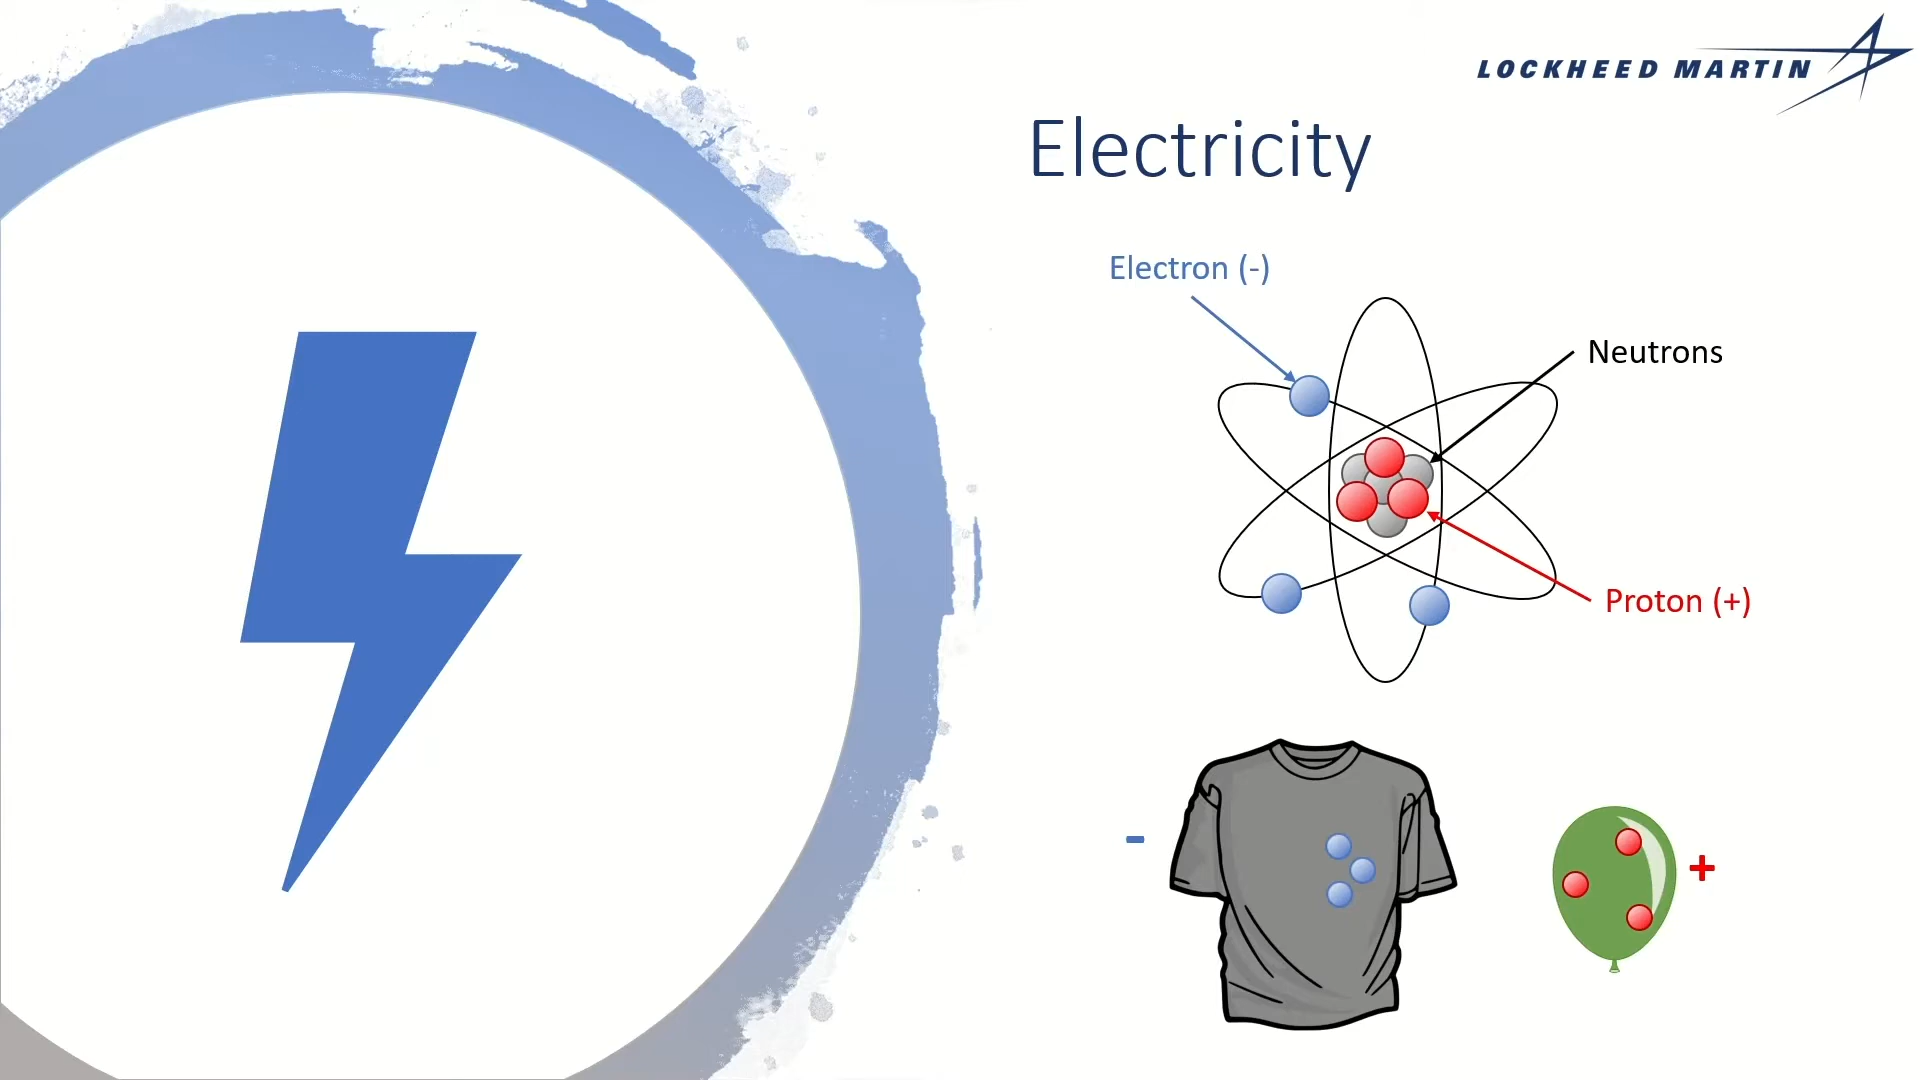 LOCKHEED MARTIN
Electricity
Electron (-)
Neutrons
Proton (+)
-
+